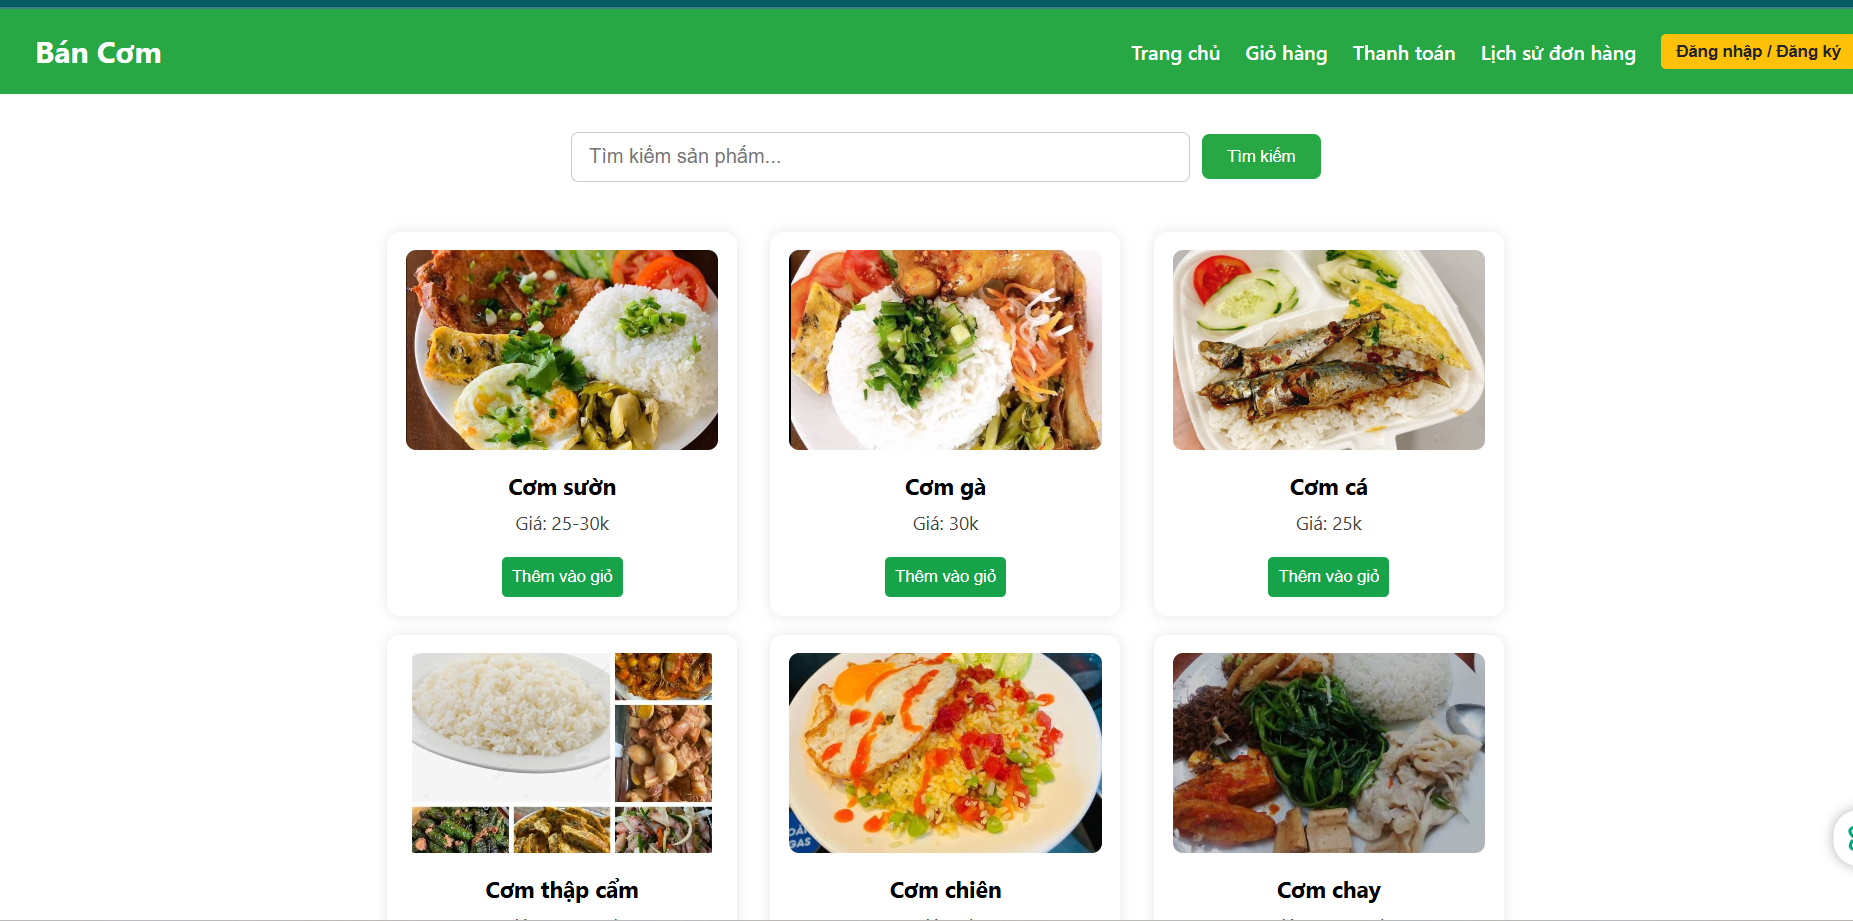 Bán Cơm
Trang chủ Giỏ hàng Thanh toán Lịch sử đơn hàng Đăng nhập / Đăng ký
Tìm kiếm sản phẩm... Tìm kiếm
Cơm sườn
Giá: 25-30k
Thêm vào giỏ
Cơm gà
Giá: 30k
Thêm vào giỏ
Cơm cá
Giá: 25k
Thêm vào giỏ
Cơm thập cẩm
Cơm chiên
GAS
Cơm chay